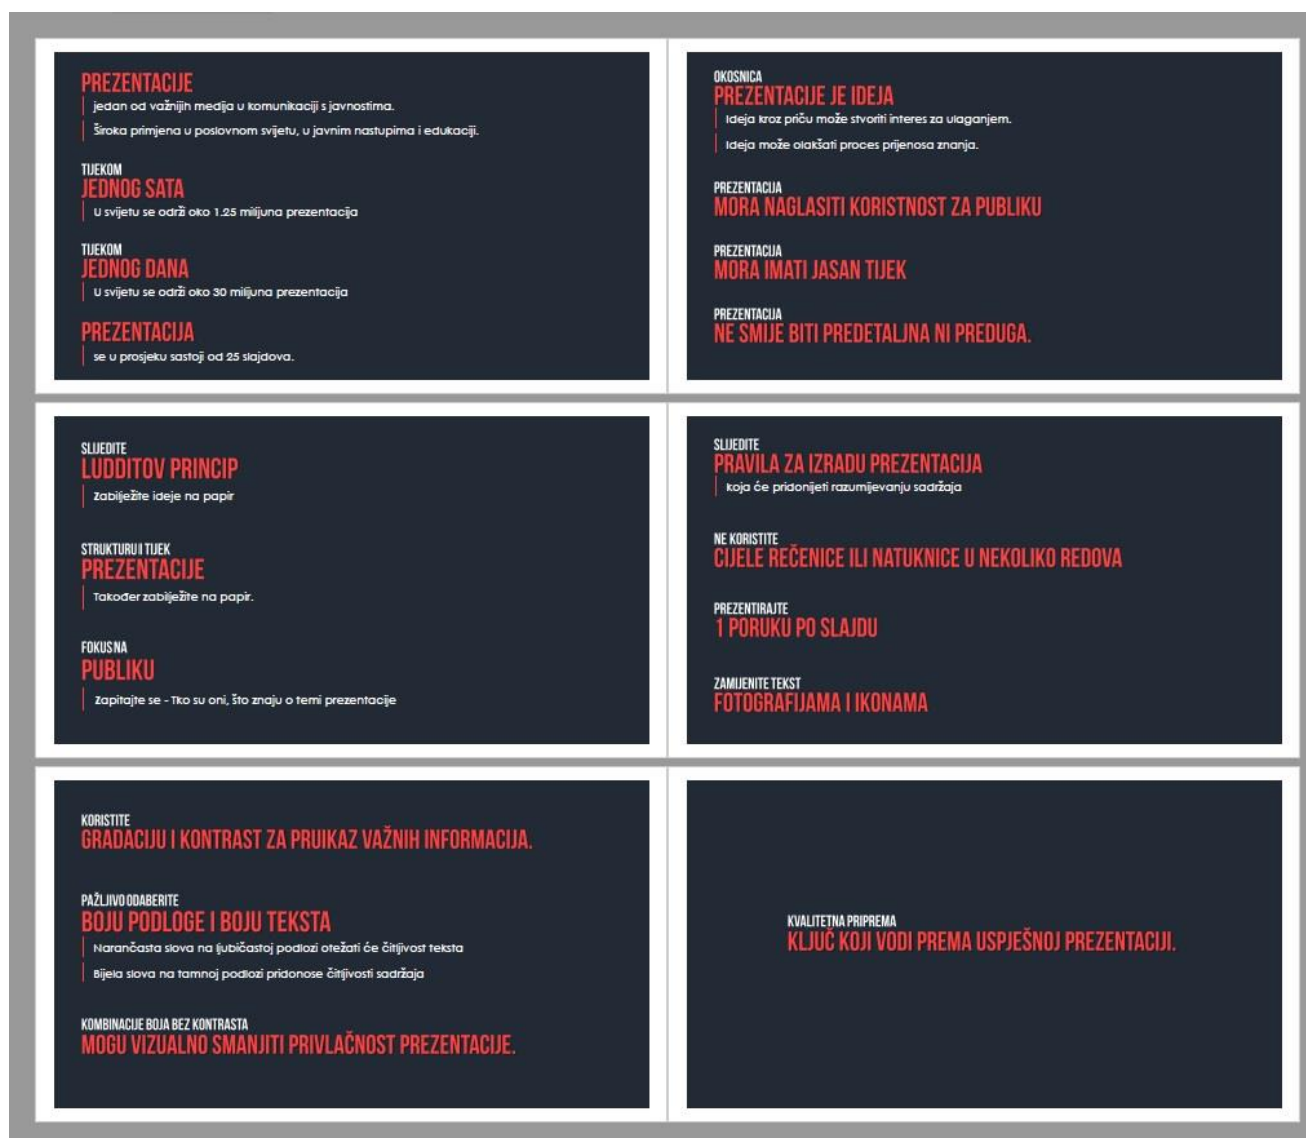 PREZENTACIJE
jedan od važnijih medija u komunikaciji s javnostima.
Široka primjena u poslovnom svijetu, u javnim nastupima i edukaciji.
TIJEKOM
JEDNOG SATA
U svijetu se održi oko 1.25 milijuna prezentacija
TIJEKOM
JEDNOG DANA
U svijetu se održi oko 30 milijuna prezentacija
PREZENTACIJA
se u prosjeku sastoji od 25 slajdova.
OKOSNICA
PREZENTACIJE JE IDEJA
Ideja kroz priču može stvoriti interes za ulaganjem.
Ideja može olakšati proces prijenosa znanja.
PREZENTACIJA
MORA NAGLASITI KORISTNOST ZA PUBLIKU
PREZENTACIJA
MORA IMATI JASAN TIJEK
PREZENTACIJA
NE SMIJE BITI PREDETALJNA NI PREDUGA.
SLIJEDITE
LUDDITOV PRINCIP
Zabilježite ideje na papir
STRUKTURU I TIJEK
PREZENTACIJE
Također zabilježite na papir.
FOKUS NA
PUBLIKU
Zapitajte se - Tko su oni, što znaju o temi prezentacije
SLIJEDITE
PRAVILA ZA IZRADU PREZENTACIJA
koja će pridonijeti razumijevanju sadržaja
NE KORISTITE
CIJELE REČENICE ILI NATUKNICE U NEKOLIKO REDOVA
PREZENTIRAJTE
1 PORUKU PO SLAJDU
ZAMIJENITE TEKST
FOTOGRAFIJAMA I IKONAMA
KORISTITE
GRADACIJU I KONTRAST ZA PRUIKAZ VAŽNIH INFORMACIJA.
PAŽLJIVO ODABERITE
BOJU PODLOGE I BOJU TEKSTA
Narančasta slova na ljubičastoj podlozi otežati će čitljivost teksta
Bijela slova na tamnoj podlozi pridonose čitljivosti sadržaja
KOMBINACIJE BOJA BEZ KONTRASTA
MOGU VIZUALNO SMANJITI PRIVLAČNOST PREZENTACIJE.
KVALITETNA PRIPREMA
KLJUČ KOJI VODI PREMA USPJEŠNOJ PREZENTACIJI.